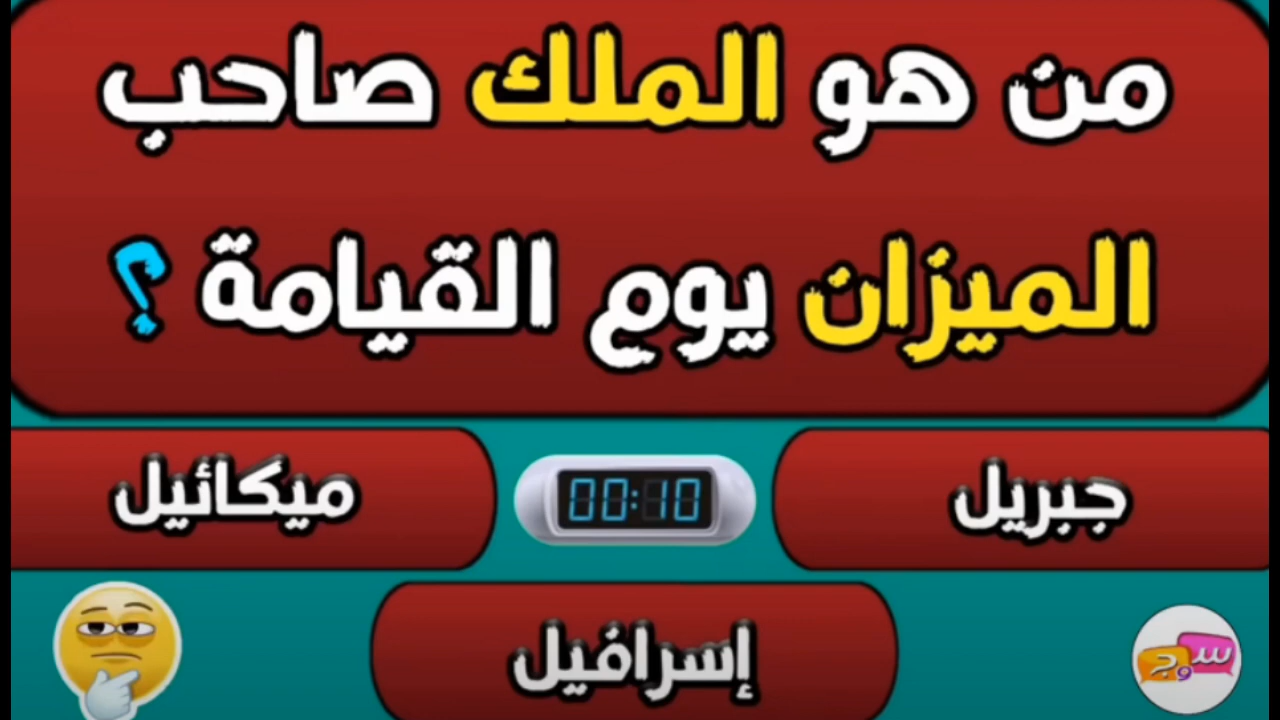 من هو الملك صاحب
الميزان يوم القيامة ؟
جبريل
00:10
ميكائيل
إسرافيل
س و ج